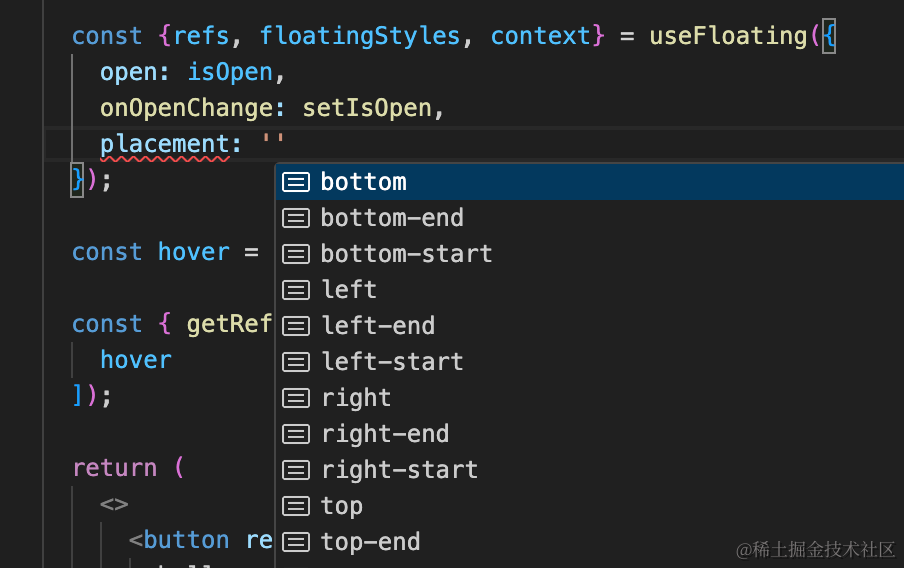 const {refs, floatingStyles, context} = useFloating({
open: isOpen,
onOpenChange: setIsOpen,
placement: ''
});
bottom
bottom-end
bottom-start
const hover =
left
const { getRef
left-end
hover
left-start
]);
right
right-end
return (
right-start
<>
top
<button re
top-end
@稀土掘金技术社区